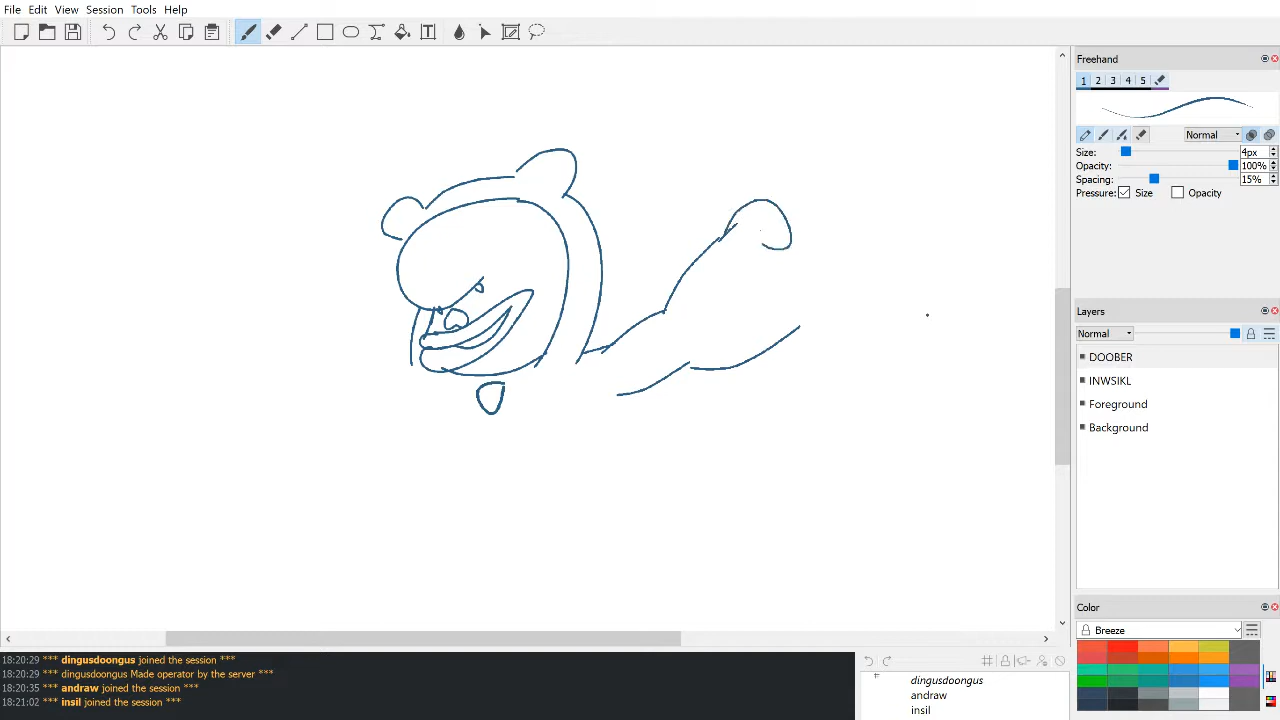 File Edit View Session Tools Help
Freehand
1 2 3 4 5
Normal
Size: 4px
Opacity: 100%
Spacing: 15%
Pressure: Size Opacity
Layers
Normal
DOOBER
INWSIKL
Foreground
Background
Color
Breeze
18:20:29 *** dingusdoongus joined the session ***
18:20:29 *** dingusdoongus Made operator by the server ***
18:20:35 *** andraw joined the session ***
18:21:02 *** insil joined the session ***
dingusdoongus
andraw
insil